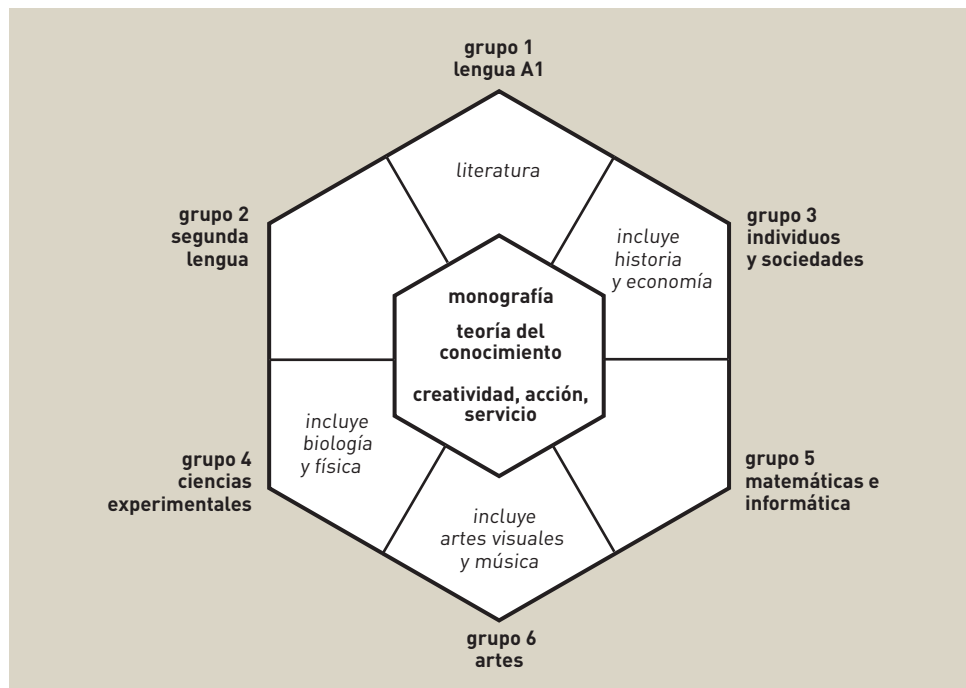 grupo 1
lengua A1
literatura
grupo 2
segunda
lengua
grupo 3
individuos
y sociedades
incluye
historia
y economía
monografía
teoría del
conocimiento
creatividad, acción,
servicio
incluye
biología
y física
grupo 4
ciencias
experimentales
grupo 5
matemáticas e
informática
incluye
artes visuales
y música
grupo 6
artes